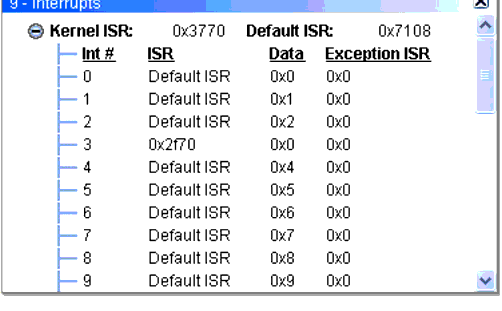 9 - Interrupts
Kernel ISR: 0x3770 Default ISR: 0x7108
Int # ISR Data Exception ISR
0 Default ISR 0x0 0x0
1 Default ISR 0x1 0x0
2 Default ISR 0x2 0x0
3 0x2f70 0x0 0x0
4 Default ISR 0x4 0x0
5 Default ISR 0x5 0x0
6 Default ISR 0x6 0x0
7 Default ISR 0x7 0x0
8 Default ISR 0x8 0x0
9 Default ISR 0x9 0x0